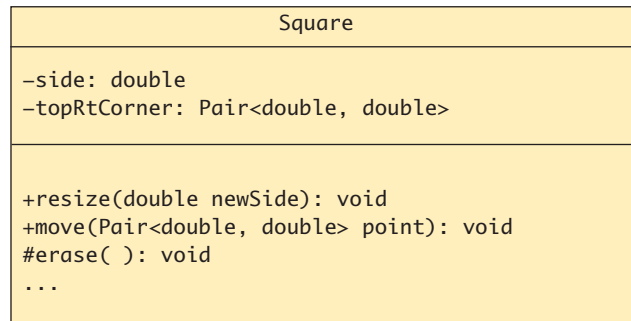 Square
–side: double
–topRtCorner: Pair<double, double>
+resize(double newSide): void
+move(Pair<double, double> point): void
#erase( ): void
...